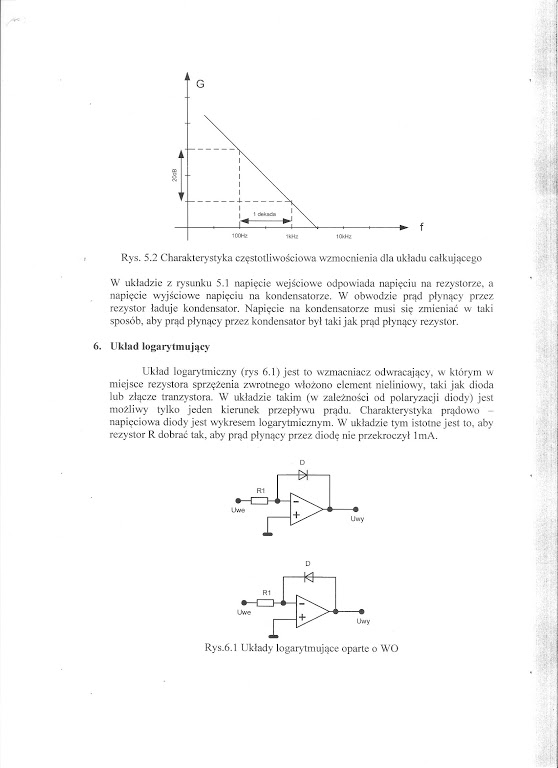 G
20dB
1 dekada
f
100Hz 1kHz 10kHz
Rys. 5.2 Charakterystyka częstotliwościowa wzmocnienia dla układu całkującego
W układzie z rysunku 5.1 napięcie wejściowe odpowiada napięciu na rezystorze, a
napięcie wyjściowe napięciu na kondensatorze. W obwodzie prąd płynący przez
rezystor ładuje kondensator. Napięcie na kondensatorze musi się zmieniać w taki
sposób, aby prąd płynący przez kondensator był taki jak prąd płynący rezystor.
6. Układ logarytmujący
Układ logarytmiczny (rys 6.1) jest to wzmacniacz odwracający, w którym w
miejsce rezystora sprzężenia zwrotnego włożono element nieliniowy, taki jak dioda
lub złącze tranzystora. W układzie takim (w zależności od polaryzacji diody) jest
możliwy tylko jeden kierunek przepływu prądu. Charakterystyka prądowo –
napięciowa diody jest wykresem logarytmicznym. W układzie tym istotne jest to, aby
rezystor R dobrać tak, aby prąd płynący przez diodę nie przekroczył 1mA.
D
R1
-
+
Uwe
Uwy
D
R1
-
+
Uwe
Uwy
Rys.6.1 Układy logarytmujące oparte o WO